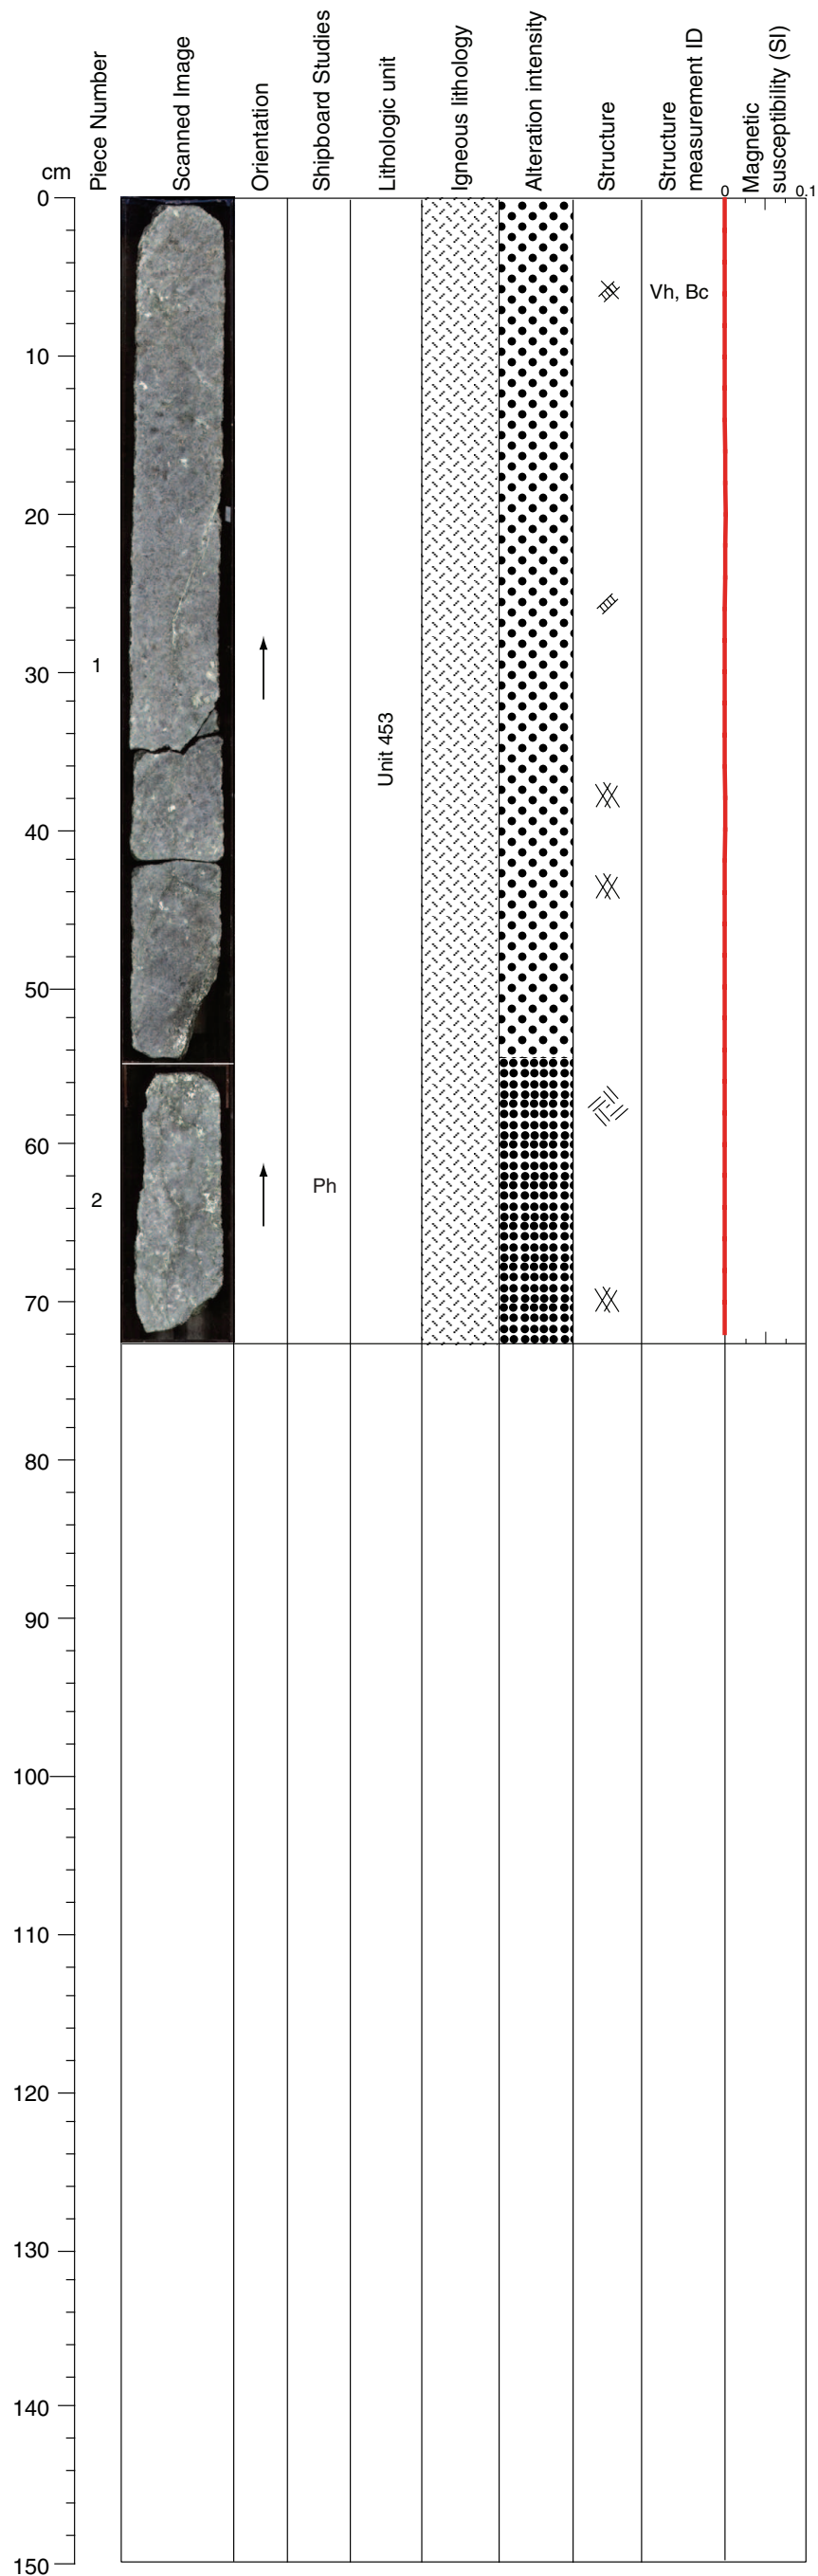 cm
Piece Number
Scanned Image
Orientation
Shipboard Studies
Lithologic unit
Igneous lithology
Alteration intensity
Structure
Structure
measurement ID
Magnetic
susceptibility (SI)
0
0.1
0
Vh, Bc
10
20
1
30
Unit 453
40
50
60
Ph
2
70
80
90
100
110
120
130
140
150